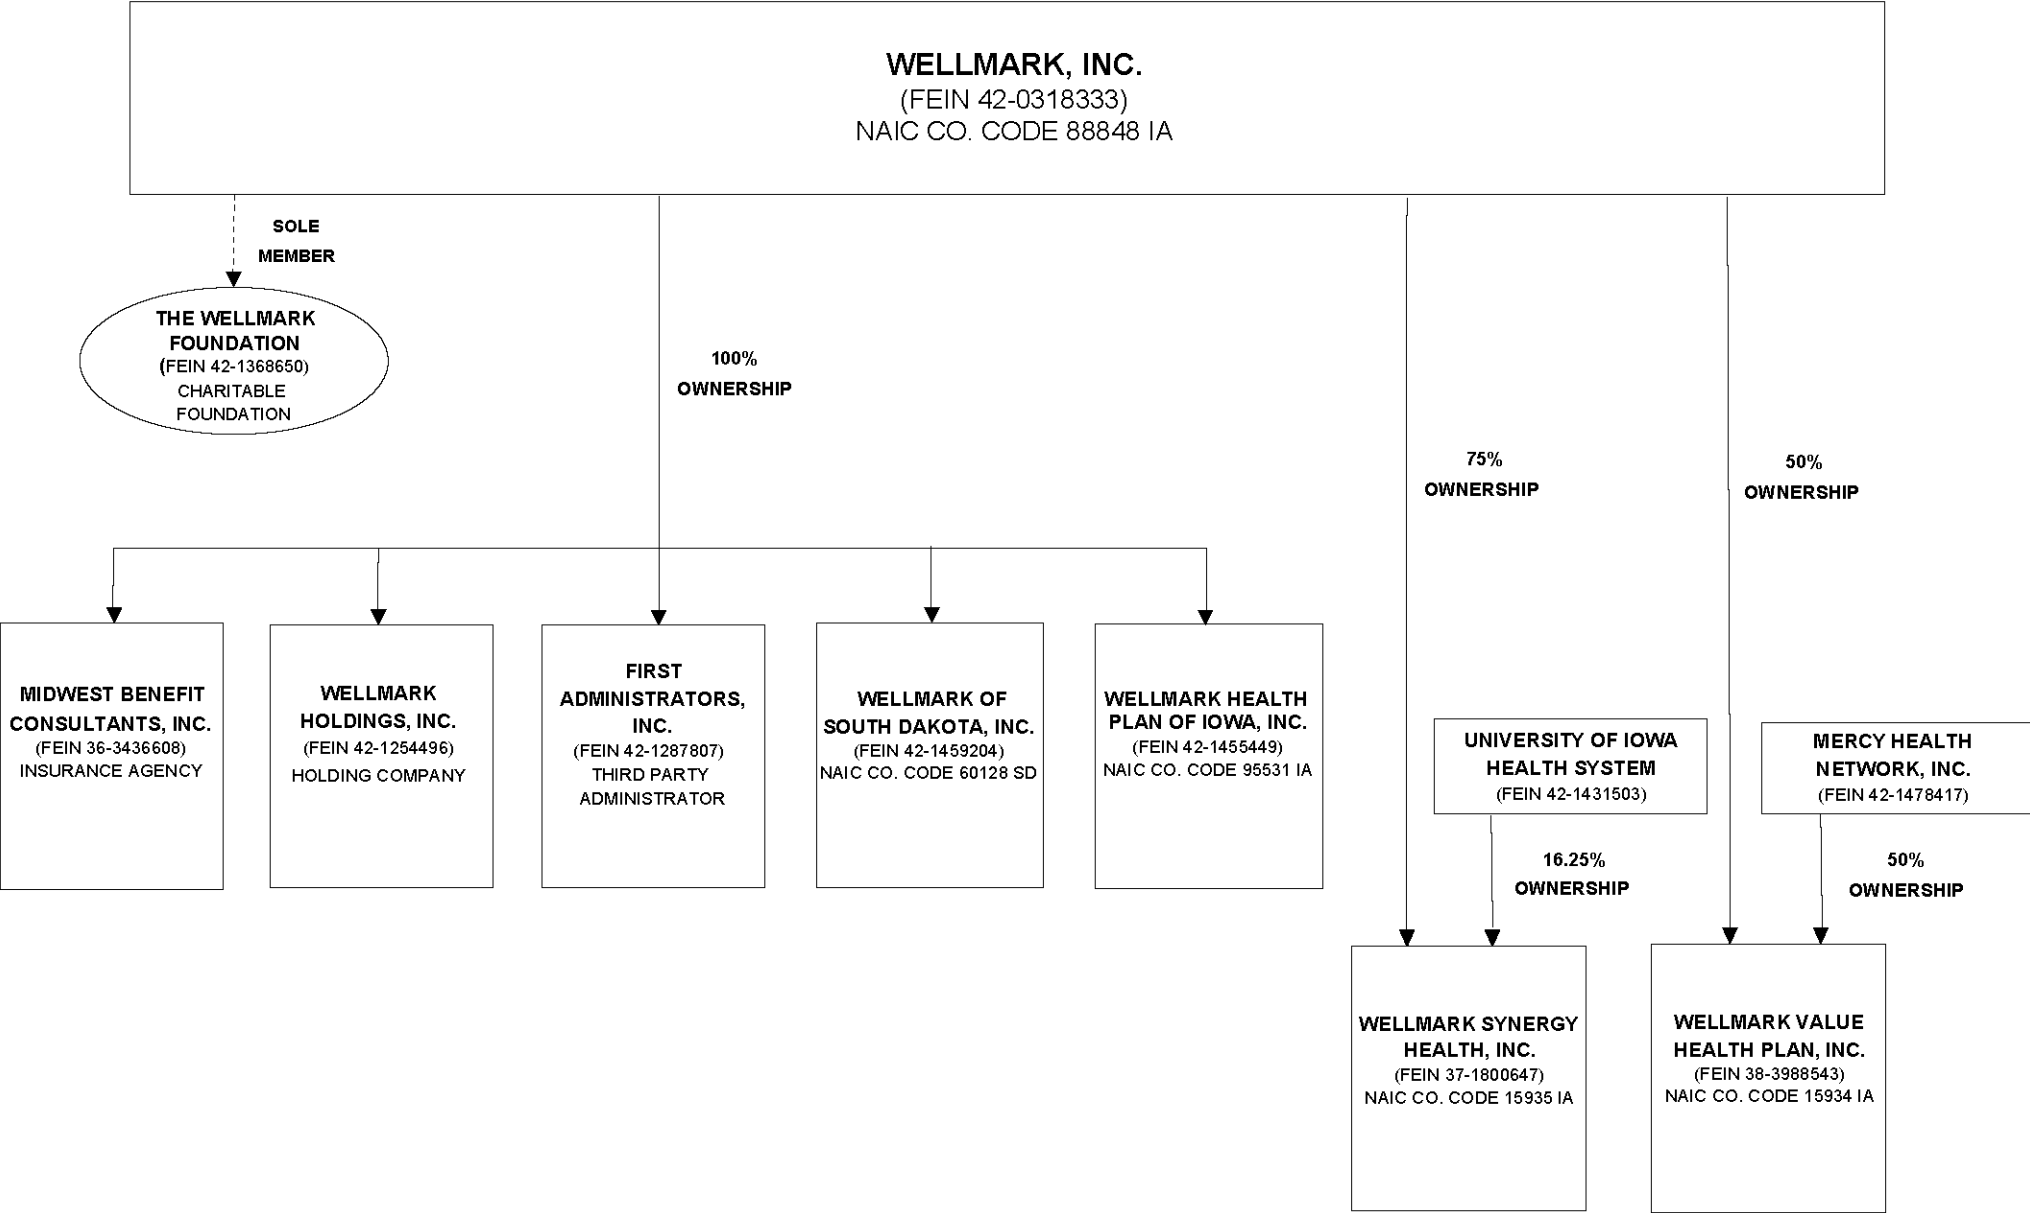 WELLMARK, INC.
(FEIN 42-0318333)
NAIC CO. CODE 88848 IA
SOLE
MEMBER
THE WELLMARK
FOUNDATION
(FEIN 42-1368650)
CHARITABLE
FOUNDATION
100%
OWNERSHIP
75%
OWNERSHIP
50%
OWNERSHIP
MIDWEST BENEFIT
CONSULTANTS, INC.
(FEIN 36-3436608)
INSURANCE AGENCY
WELLMARK
HOLDINGS, INC.
(FEIN 42-1254496)
HOLDING COMPANY
FIRST
ADMINISTRATORS,
INC.
(FEIN 42-1287807)
THIRD PARTY
ADMINISTRATOR
WELLMARK OF
SOUTH DAKOTA, INC.
(FEIN 42-1459204)
NAIC CO. CODE 60128 SD
WELLMARK HEALTH
PLAN OF IOWA, INC.
(FEIN 42-1455449)
NAIC CO. CODE 95531 IA
UNIVERSITY OF IOWA
HEALTH SYSTEM
(FEIN 42-1431503)
MERCY HEALTH
NETWORK, INC.
(FEIN 42-1478417)
16.25%
OWNERSHIP
50%
OWNERSHIP
WELLMARK SYNERGY
HEALTH, INC.
(FEIN 37-1800647)
NAIC CO. CODE 15935 IA
WELLMARK VALUE
HEALTH PLAN, INC.
(FEIN 38-3988543)
NAIC CO. CODE 15934 IA